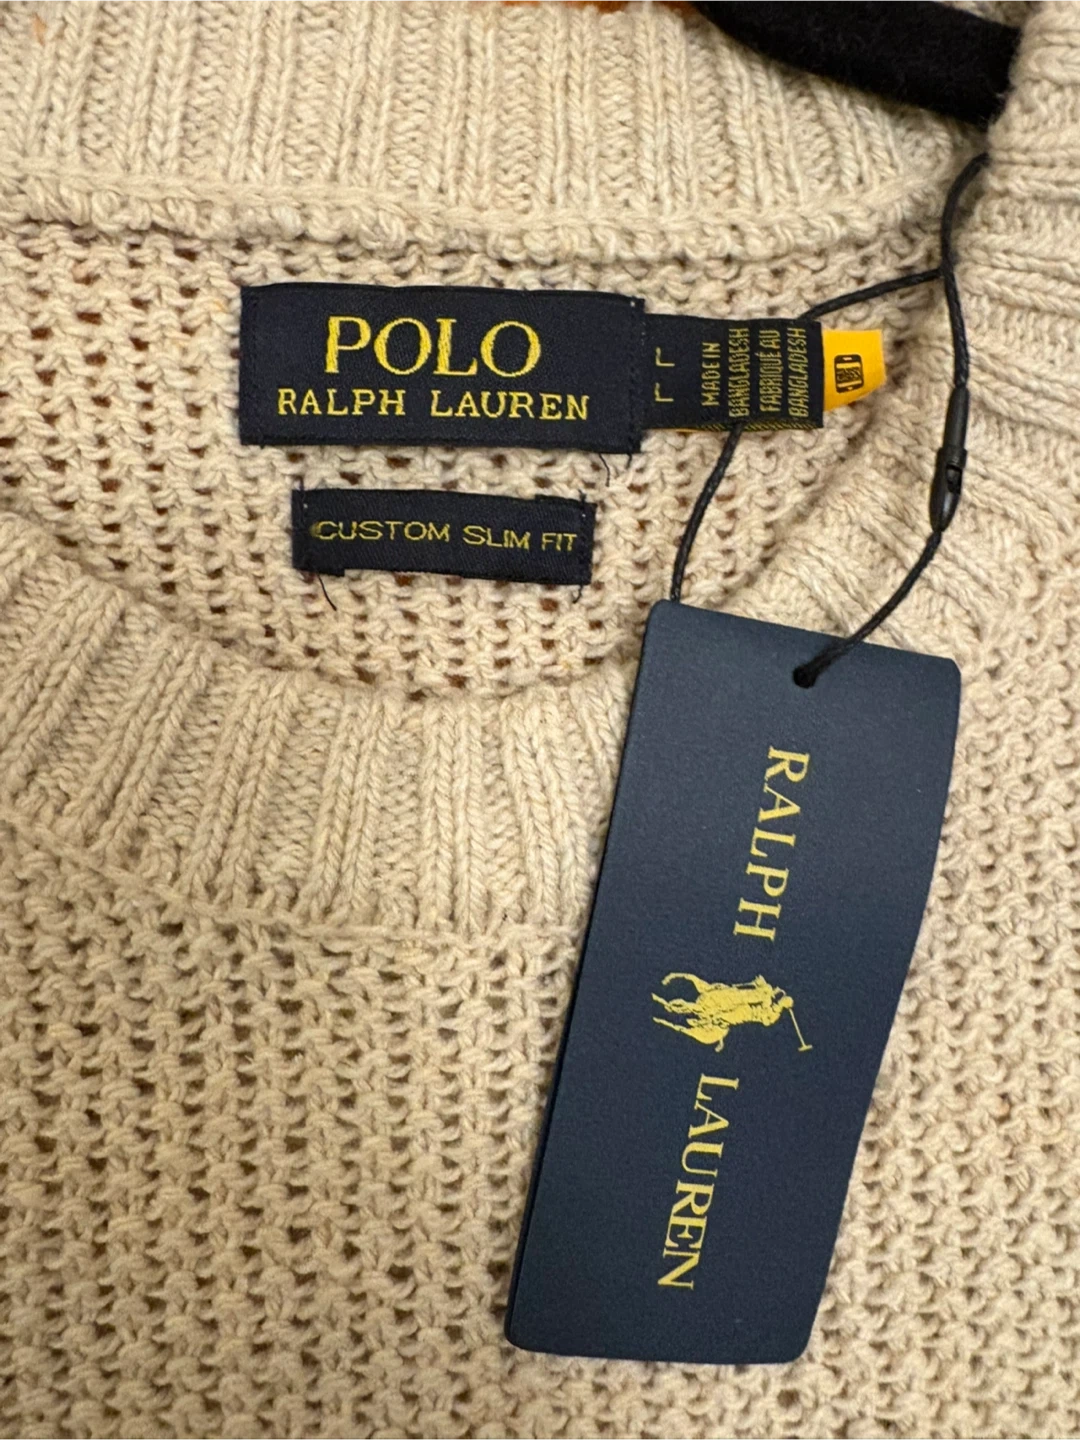 POLO
RALPH LAUREN
L
L
MADE IN
BANGLADESH
FABRIQUÉ AU
BANGLADESH
CUSTOM SLIM FIT
RALPH LAUREN